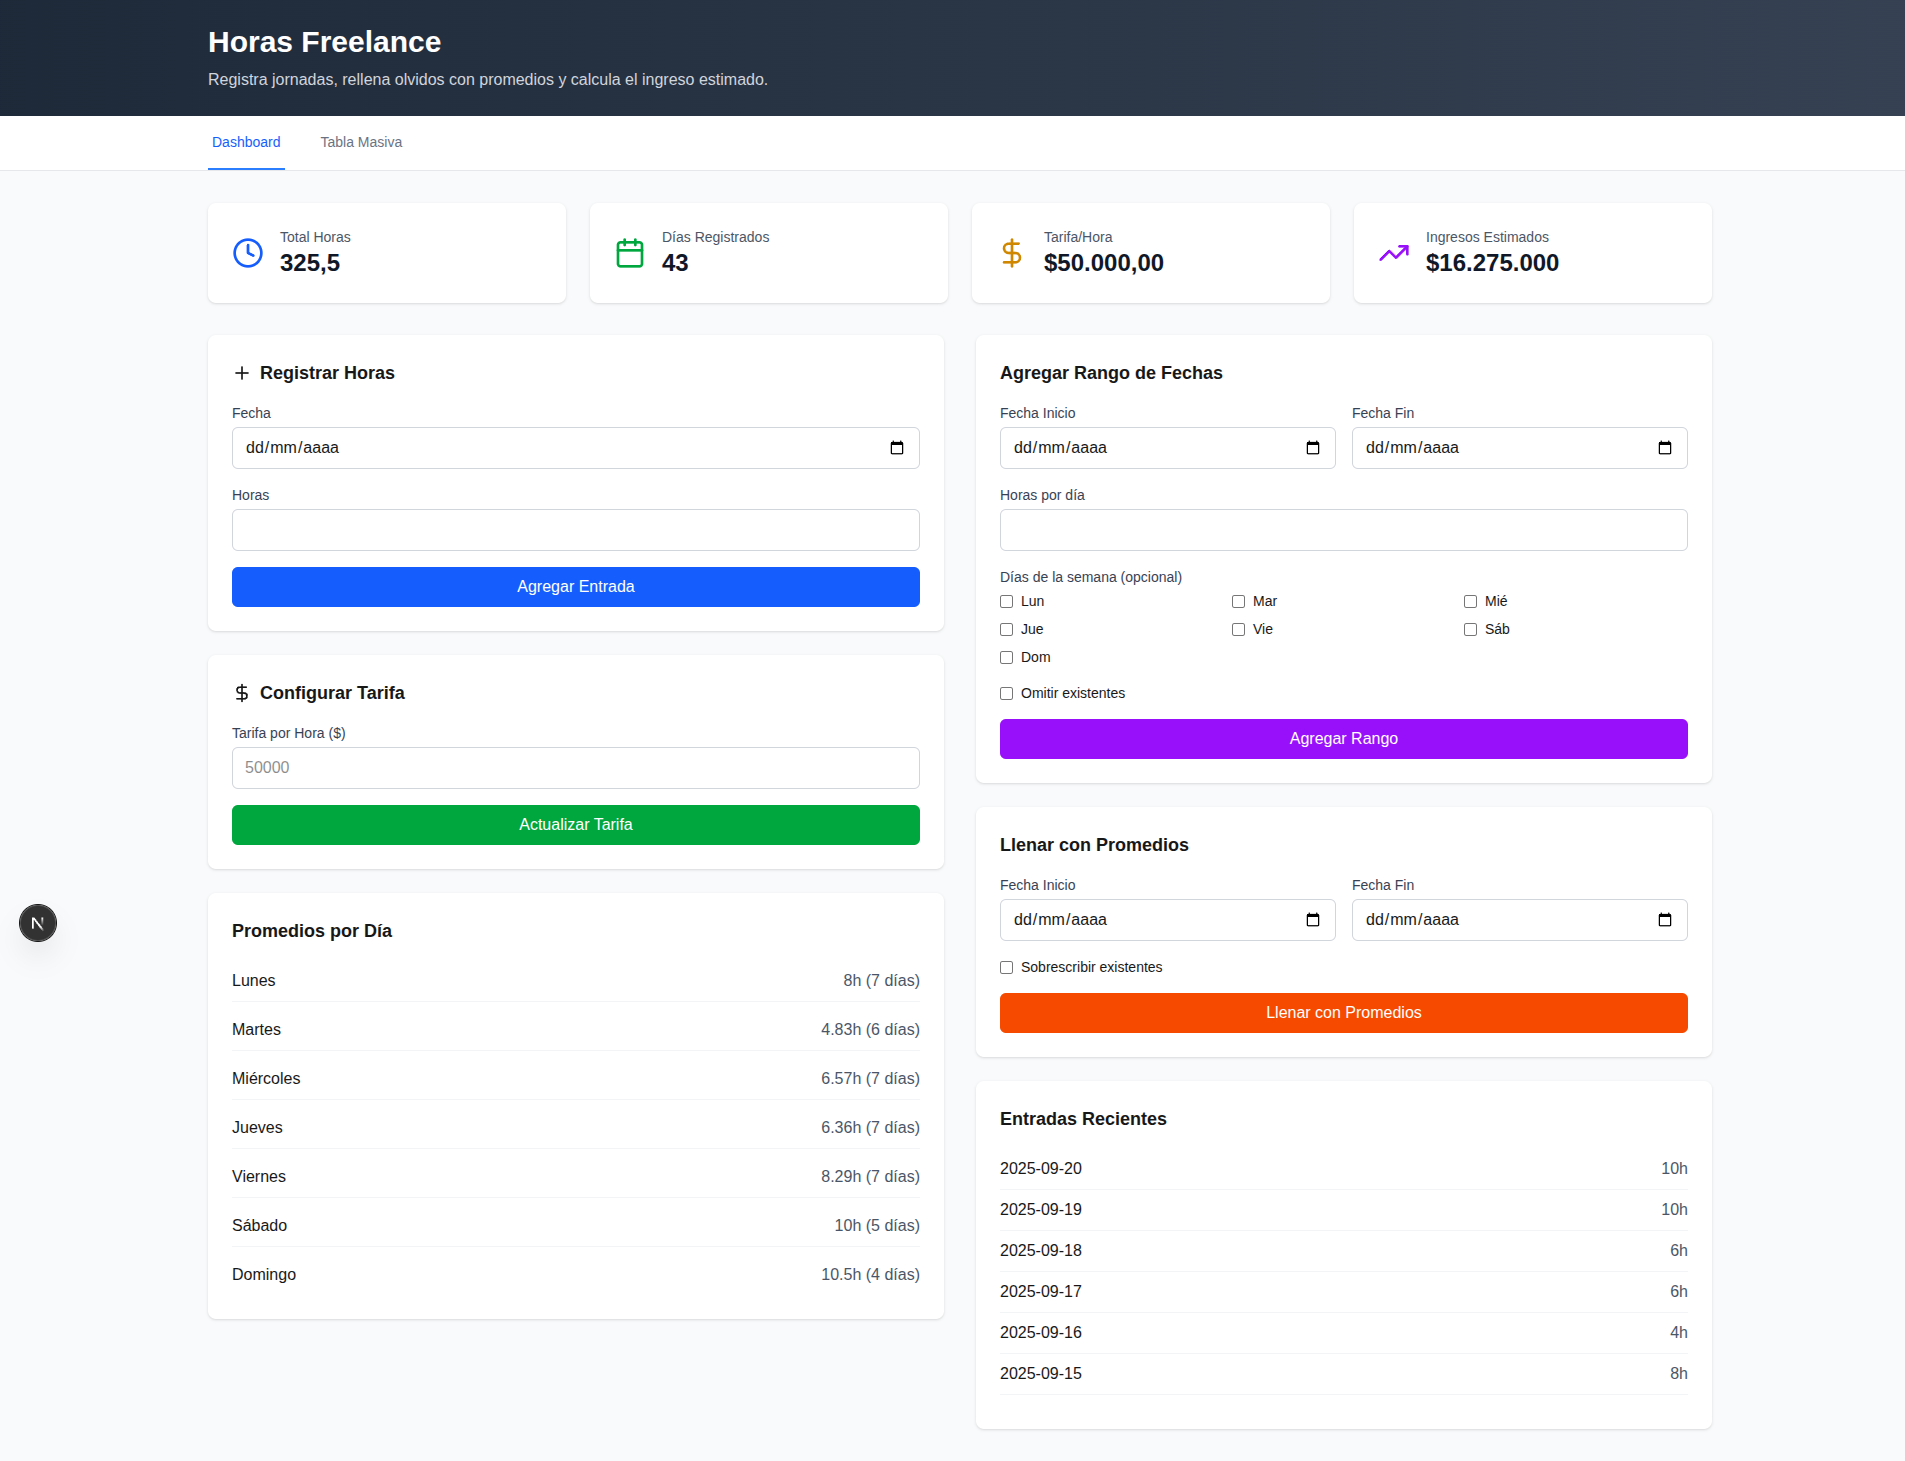 Horas Freelance
Registra jornadas, rellena olvidos con promedios y calcula el ingreso estimado.
Dashboard
Tabla Masiva
Total Horas
325,5
Días Registrados
43
Tarifa/Hora
$50.000,00
Ingresos Estimados
$16.275.000
Registrar Horas
Fecha
dd/mm/aaaa
Horas
Agregar Entrada
Configurar Tarifa
Tarifa por Hora ($)
50000
Actualizar Tarifa
Promedios por Día
Lunes 8h (7 días)
Martes 4.83h (6 días)
Miércoles 6.57h (7 días)
Jueves 6.36h (7 días)
Viernes 8.29h (7 días)
Sábado 10h (5 días)
Domingo 10.5h (4 días)
Agregar Rango de Fechas
Fecha Inicio Fecha Fin
dd/mm/aaaa dd/mm/aaaa
Horas por día
Días de la semana (opcional)
Lun Mar Mié
Jue Vie Sáb
Dom
Omitir existentes
Agregar Rango
Llenar con Promedios
Fecha Inicio Fecha Fin
dd/mm/aaaa dd/mm/aaaa
Sobrescribir existentes
Llenar con Promedios
Entradas Recientes
2025-09-20 10h
2025-09-19 10h
2025-09-18 6h
2025-09-17 6h
2025-09-16 4h
2025-09-15 8h
N